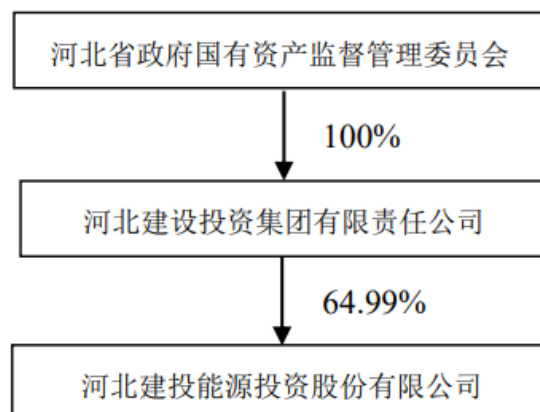 河北省政府国有资产监督管理委员会
100%
河北建设投资集团有限责任公司
64.99%
河北建投能源投资股份有限公司